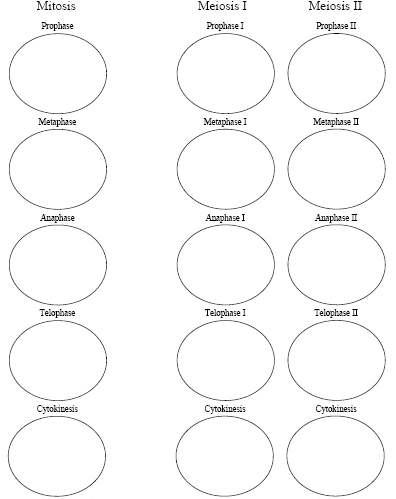 Mitosis Meiosis I Meiosis II
Prophase Prophase I Prophase II
Metaphase Metaphase I Metaphase II
Anaphase Anaphase I Anaphase II
Telophase Telophase I Telophase II
Cytokinesis Cytokinesis Cytokinesis